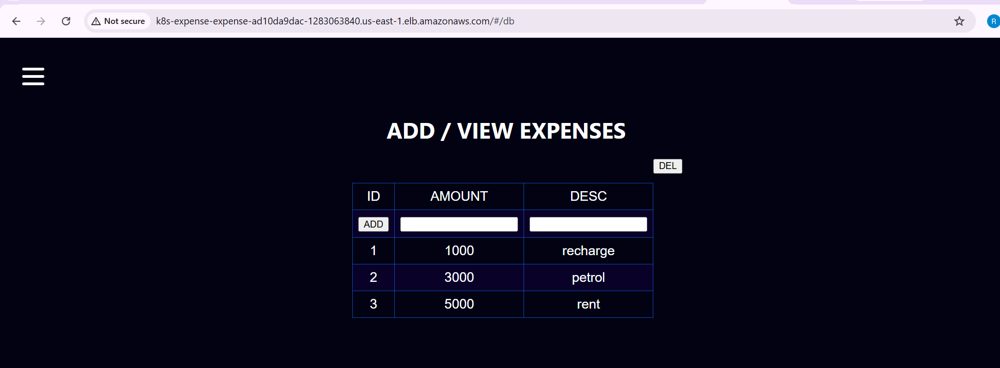 Not secure k8s-expense-expense-ad10da9dac-1283063840.us-east-1.elb.amazonaws.com/#/db R
ADD / VIEW EXPENSES
DEL
ID AMOUNT DESC
ADD
1 1000 recharge
2 3000 petrol
3 5000 rent